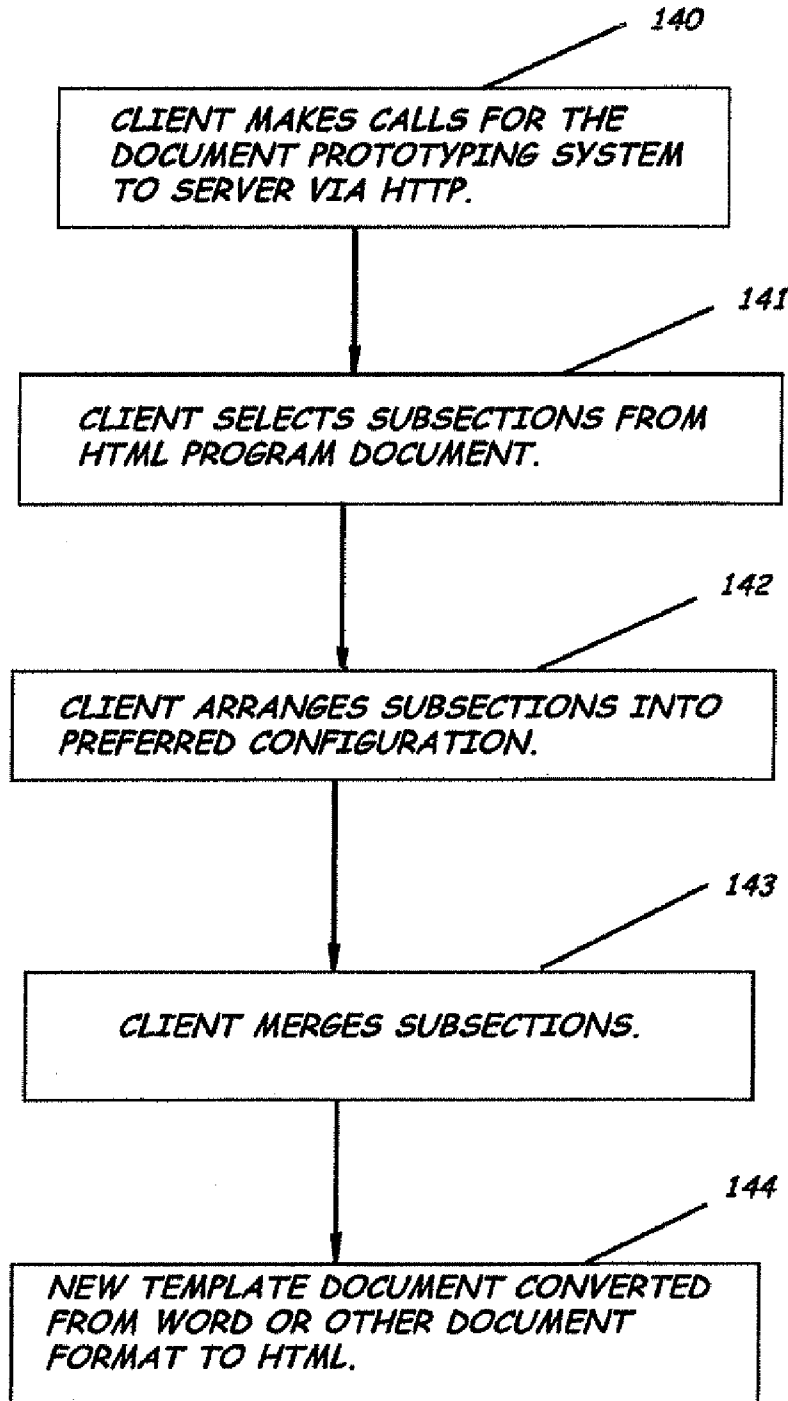 140
CLIENT MAKES CALLS FOR THE
DOCUMENT PROTOTYPING SYSTEM
TO SERVER VIA HTTP.
141
CLIENT SELECTS SUBSECTIONS FROM
HTML PROGRAM DOCUMENT.
142
CLIENT ARRANGES SUBSECTIONS INTO
PREFERRED CONFIGURATION.
143
CLIENT MERGES SUBSECTIONS.
144
NEW TEMPLATE DOCUMENT CONVERTED
FROM WORD OR OTHER DOCUMENT
FORMAT TO HTML.